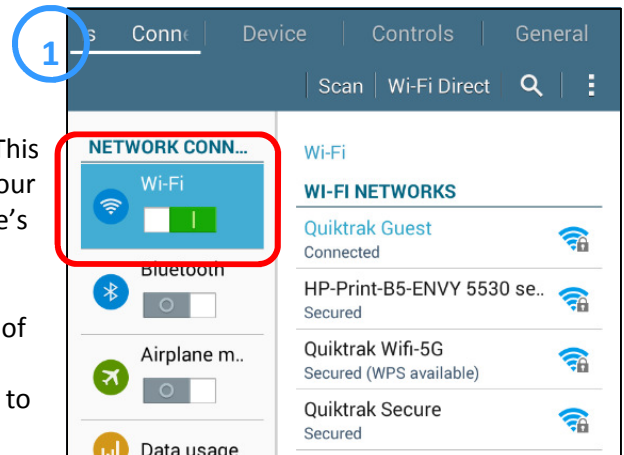 1
s Conne Device Controls General
Scan Wi-Fi Direct
This
our
e's
of
to
NETWORK CONN...
Wi-Fi
Bluetooth
Airplane m..
Data usage
Wi-Fi
WI-FI NETWORKS
Quiktrak Guest
Connected
HP-Print-B5-ENVY 5530 se..
Secured
Quiktrak Wifi-5G
Secured (WPS available)
Quiktrak Secure
Secured